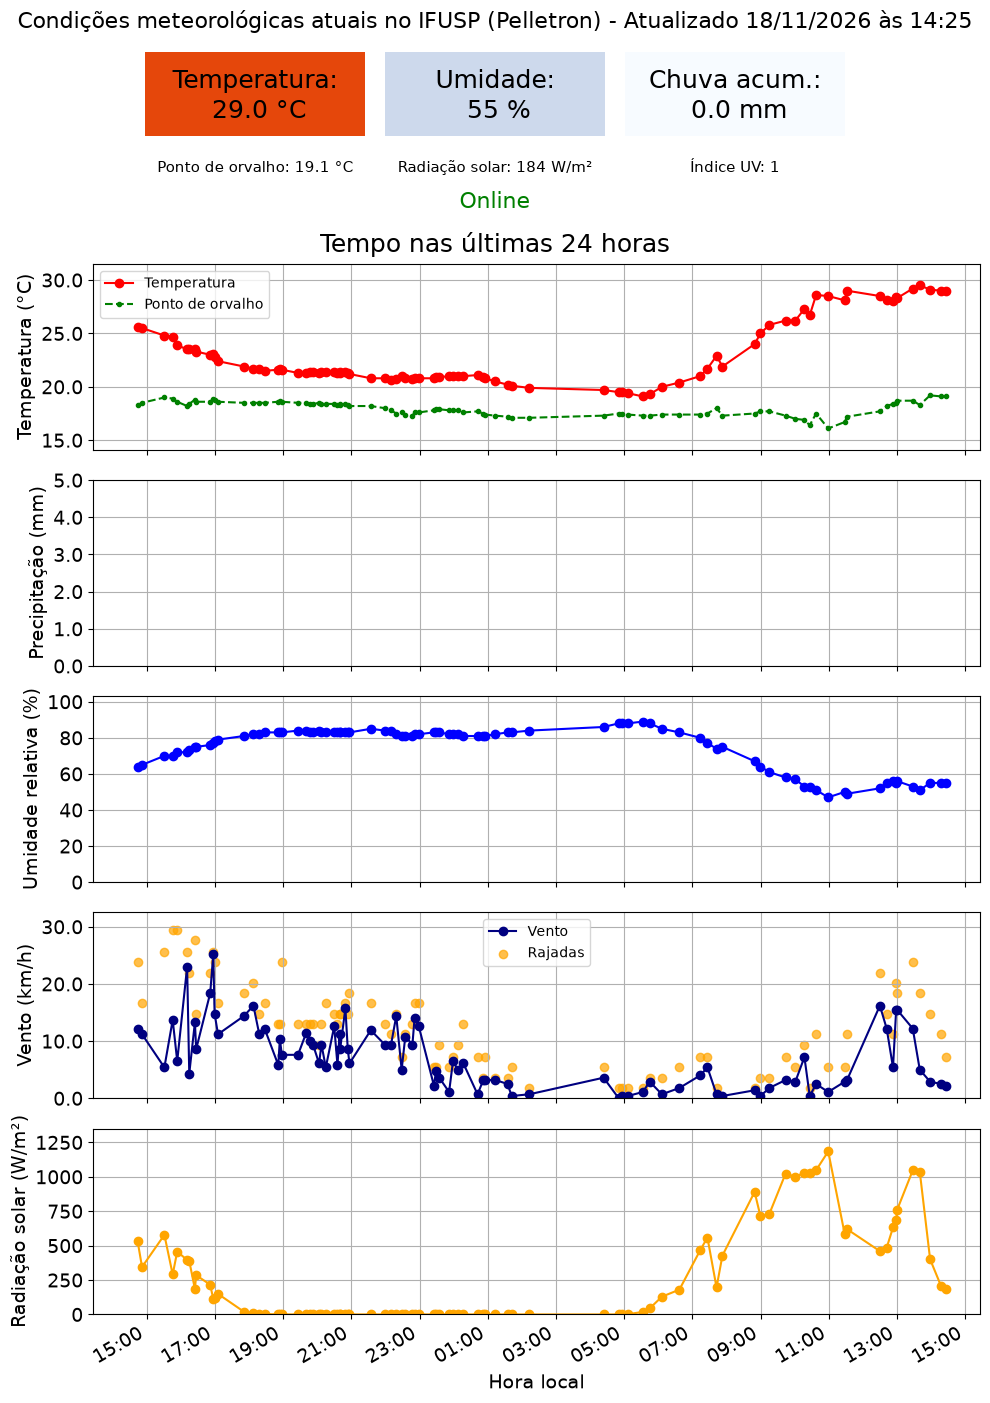 Condições meteorológicas atuais no IFUSP (Pelletron) - Atualizado 18/11/2026 às 14:25
Temperatura:
29.0 °C
Umidade:
55 %
Chuva acum.:
0.0 mm
Ponto de orvalho: 19.1 °C
Radiação solar: 184 W/m²
Índice UV: 1
Online
Tempo nas últimas 24 horas
Temperatura (°C)
30.0
25.0
20.0
15.0
Temperatura
Ponto de orvalho
Precipitação (mm)
5.0
4.0
3.0
2.0
1.0
0.0
Umidade relativa (%)
100
80
60
40
20
0
Vento (km/h)
30.0
20.0
10.0
0.0
Vento
Rajadas
Radiação solar (W/m²)
1250
1000
750
500
250
0
15:00
17:00
19:00
21:00
23:00
01:00
03:00
05:00
07:00
09:00
11:00
13:00
15:00
Hora local